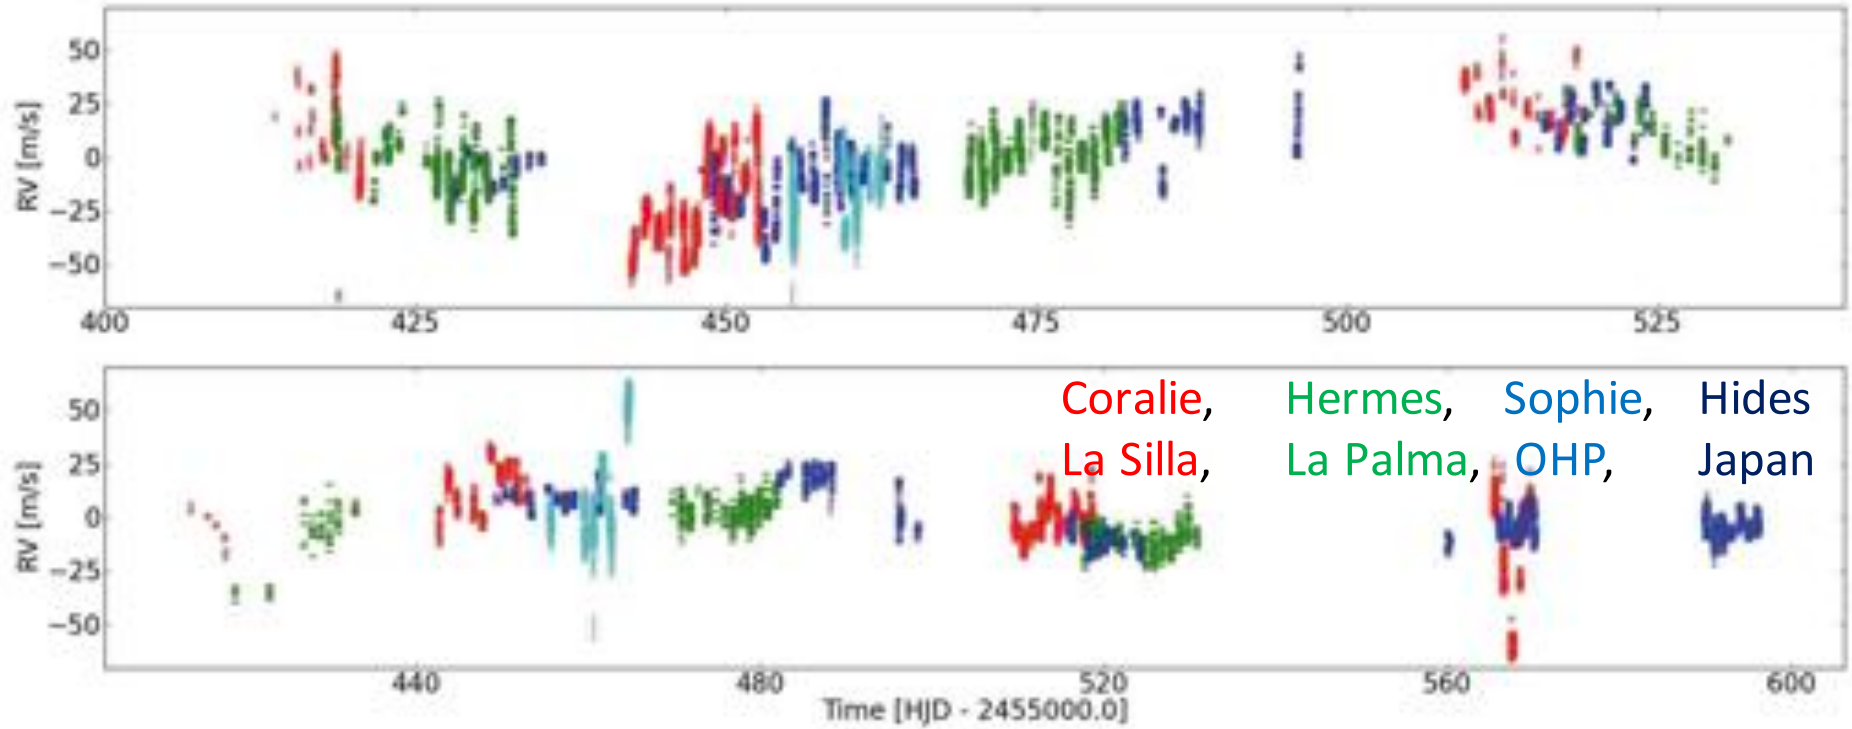 50
25
0
−25
−50
RV [m/s]
400 425 450 475 500 525
50
25
0
−25
−50
RV [m/s]
Coralie, Hermes, Sophie, Hides
La Silla, La Palma, OHP, Japan
440 480 520 560 600
Time [HJD - 2455000.0]